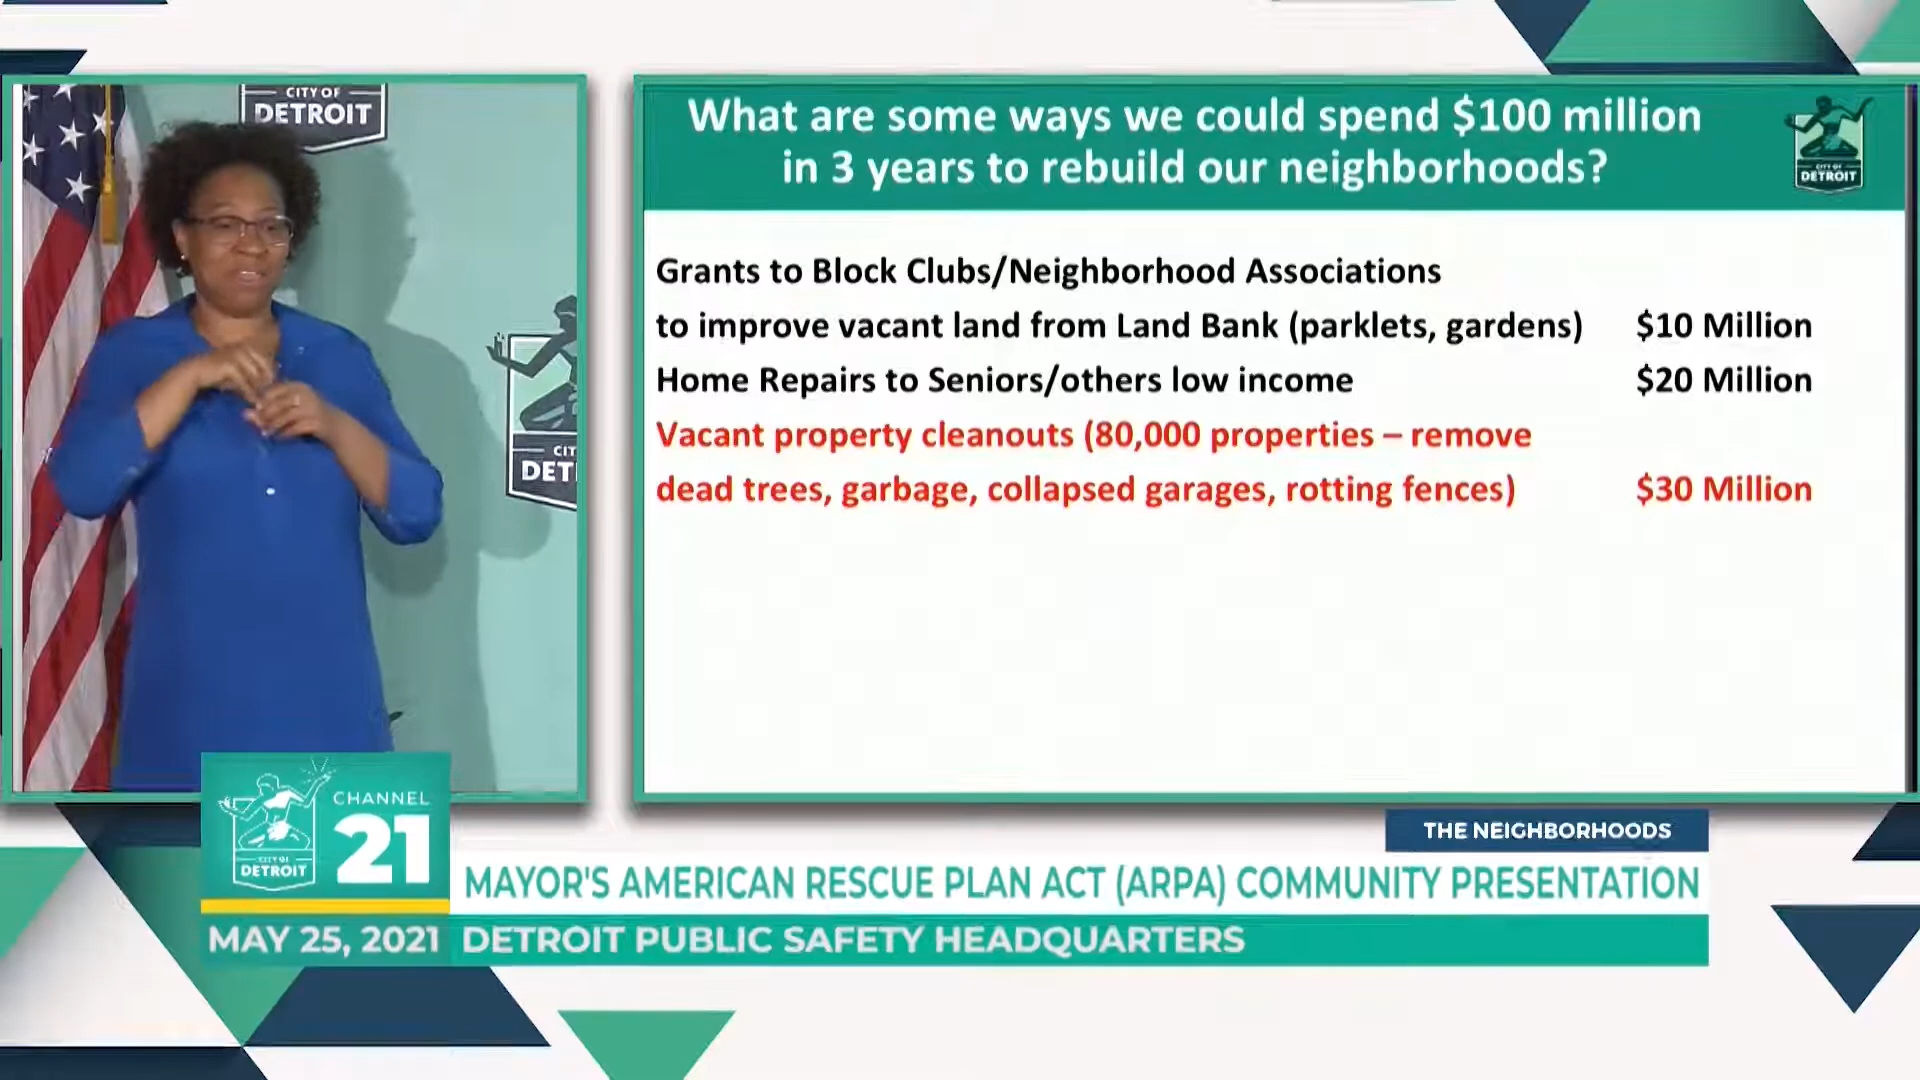 CITY OF
DETROIT
CIT
DET
What are some ways we could spend $100 million
in 3 years to rebuild our neighborhoods?
CITY OF
DETROIT
Grants to Block Clubs/Neighborhood Associations
to improve vacant land from Land Bank (parklets, gardens) $10 Million
Home Repairs to Seniors/others low income $20 Million
Vacant property cleanouts (80,000 properties – remove
dead trees, garbage, collapsed garages, rotting fences) $30 Million
THE NEIGHBORHOODS
CITY OF
DETROIT
CHANNEL
21
MAYOR'S AMERICAN RESCUE PLAN ACT (ARPA) COMMUNITY PRESENTATION
MAY 25, 2021 DETROIT PUBLIC SAFETY HEADQUARTERS